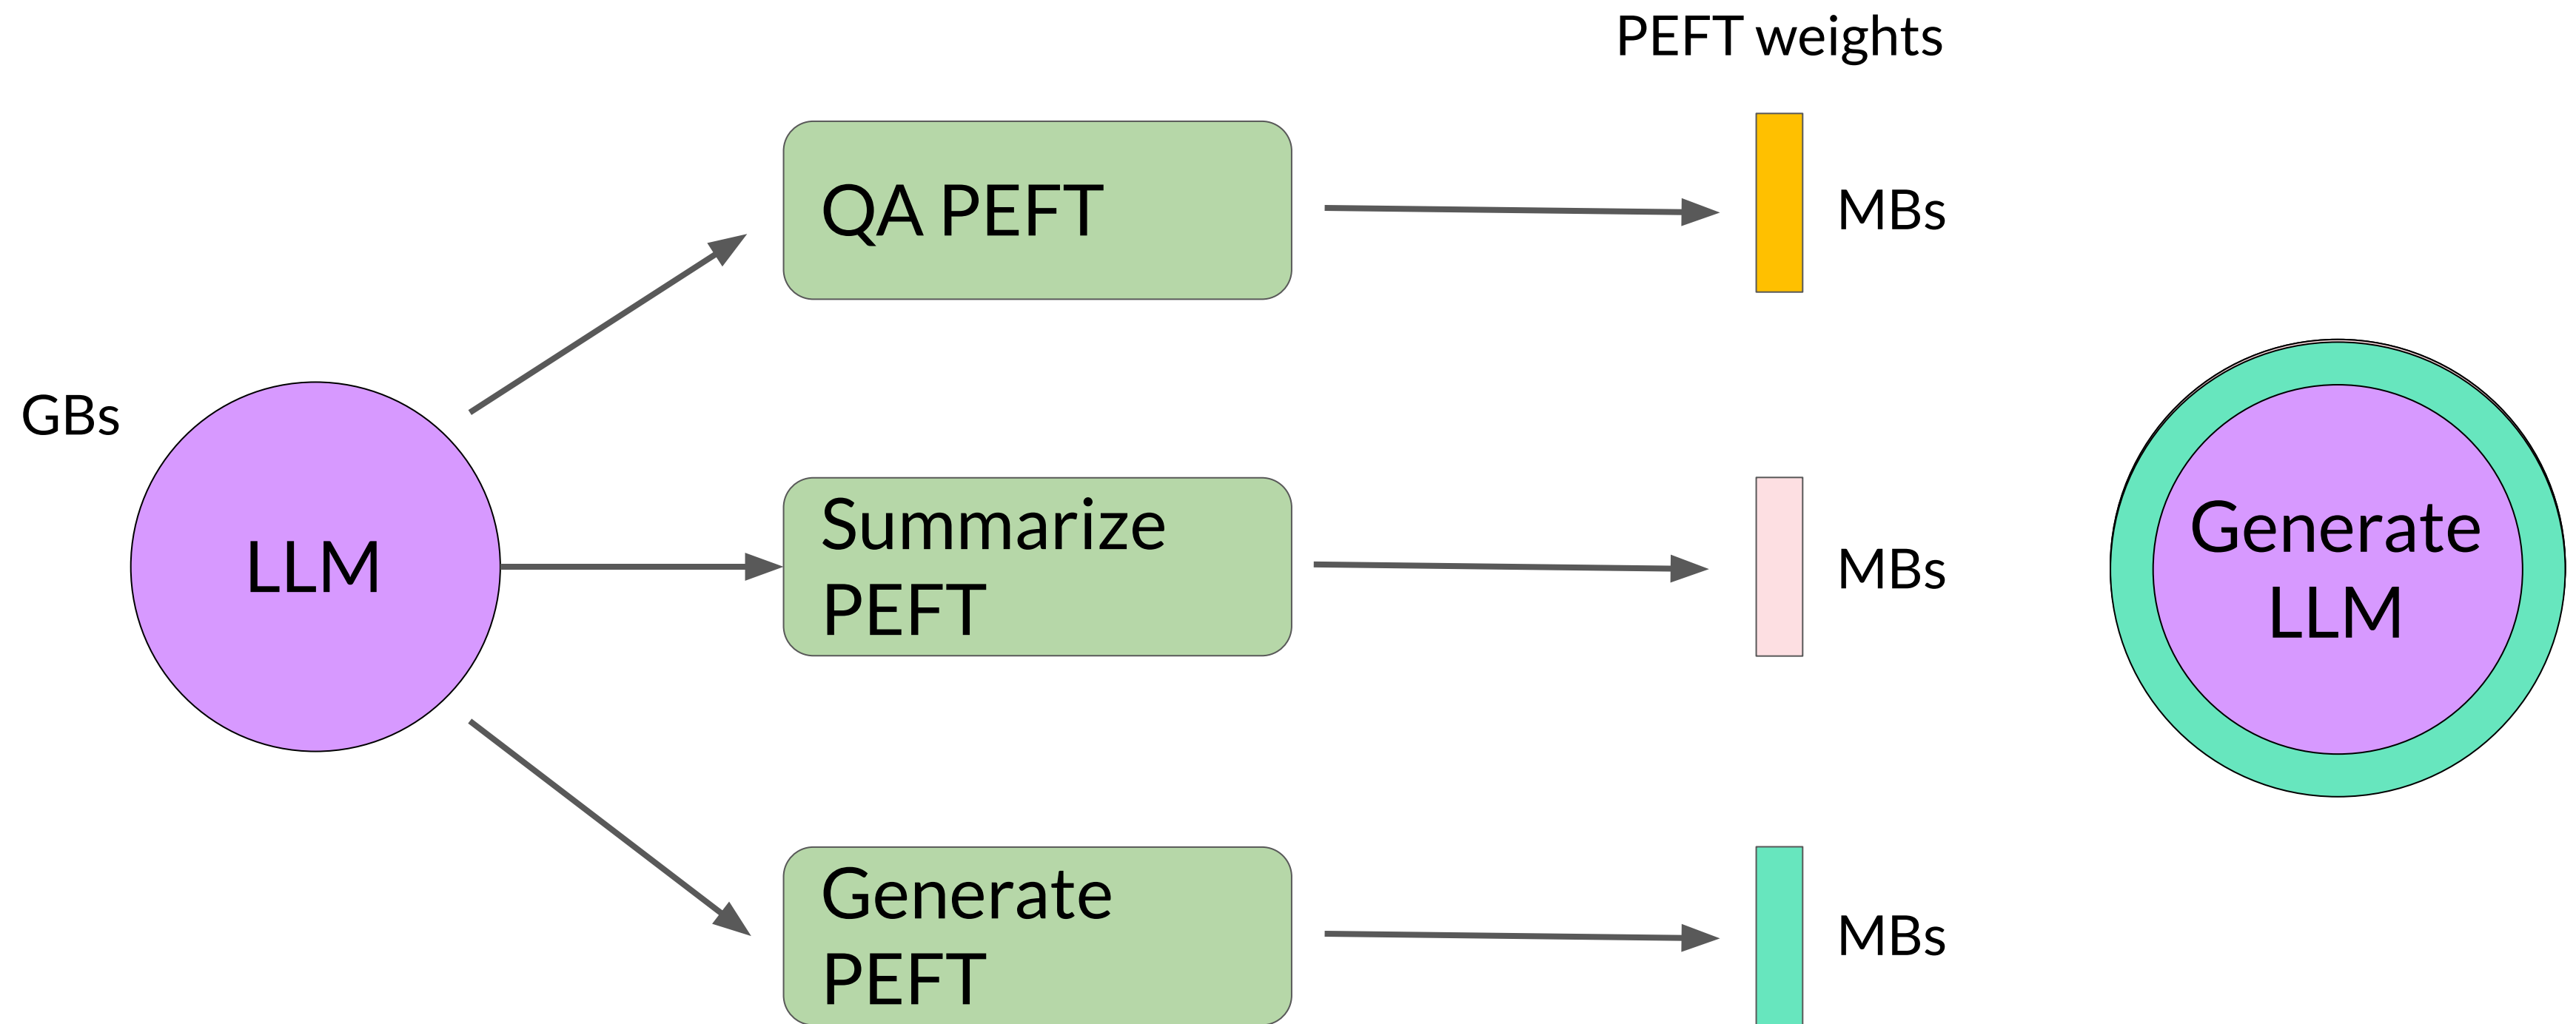 PEFT weights
QA PEFT
MBs
GBs
LLM
Summarize
PEFT
MBs
Generate
LLM
Generate
PEFT
MBs